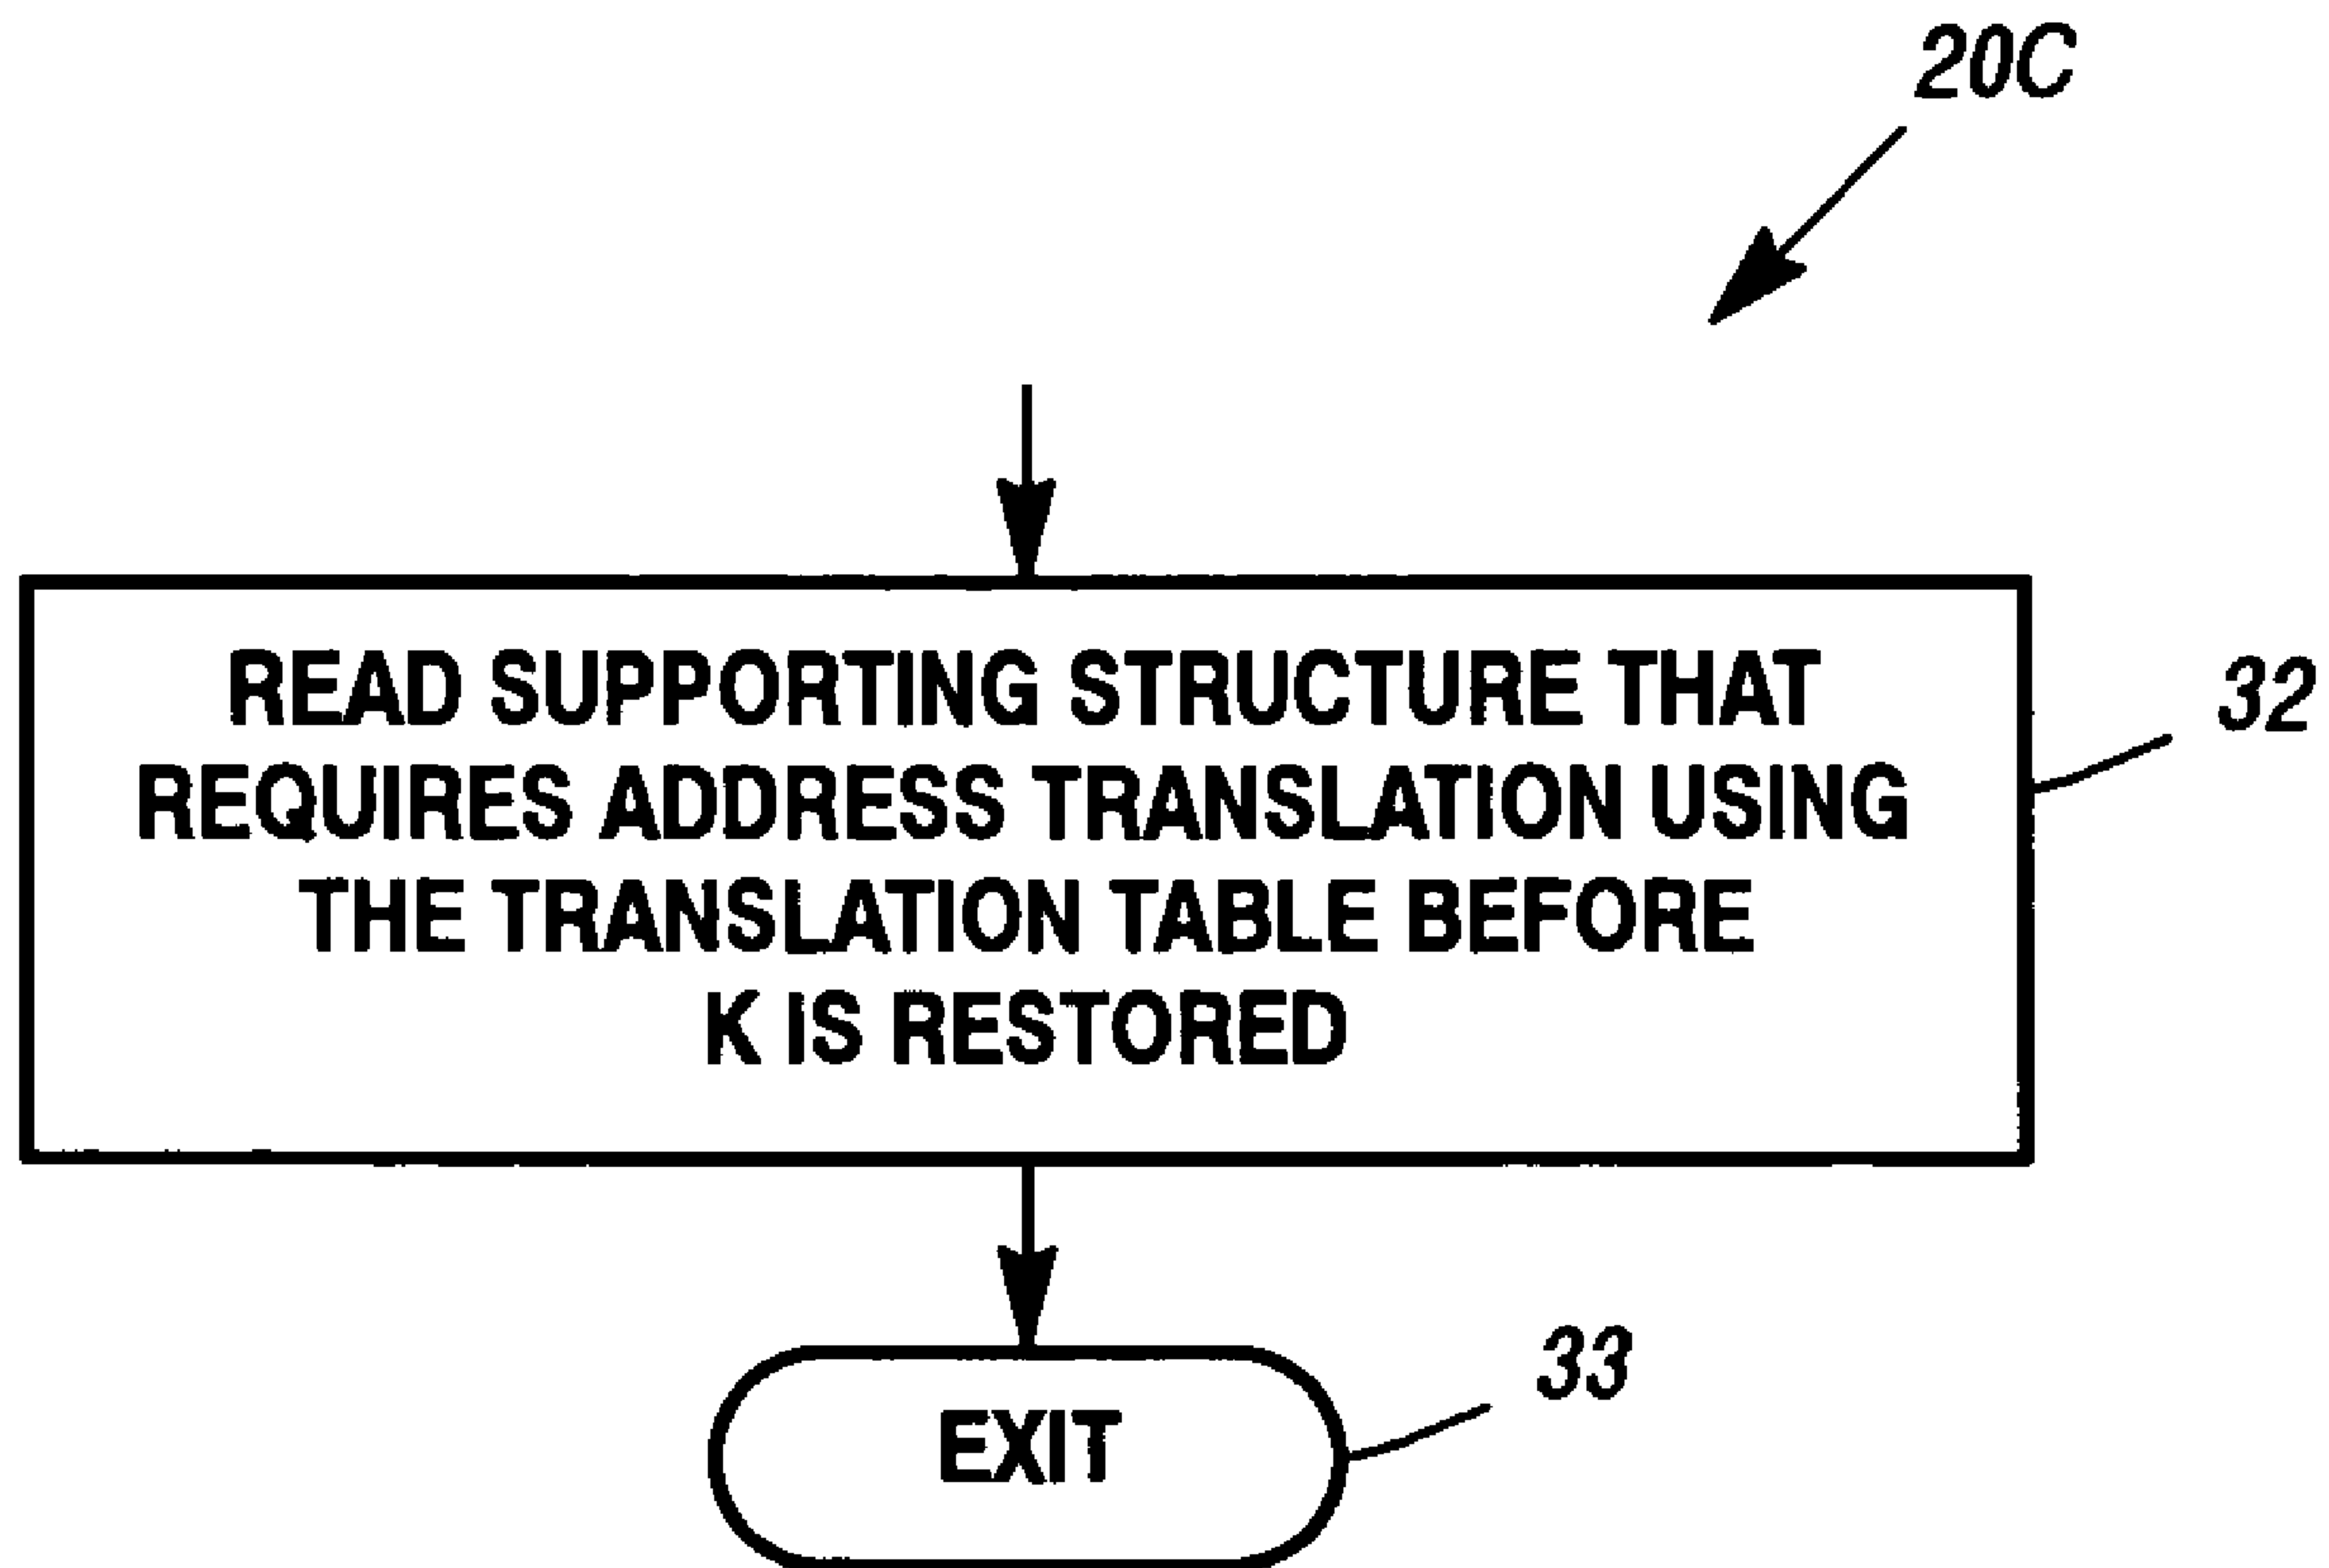 20C
READ SUPPORTING STRUCTURE THAT
REQUIRES ADDRESS TRANSLATION USING
THE TRANSLATION TABLE BEFORE
K IS RESTORED
32
33
EXIT